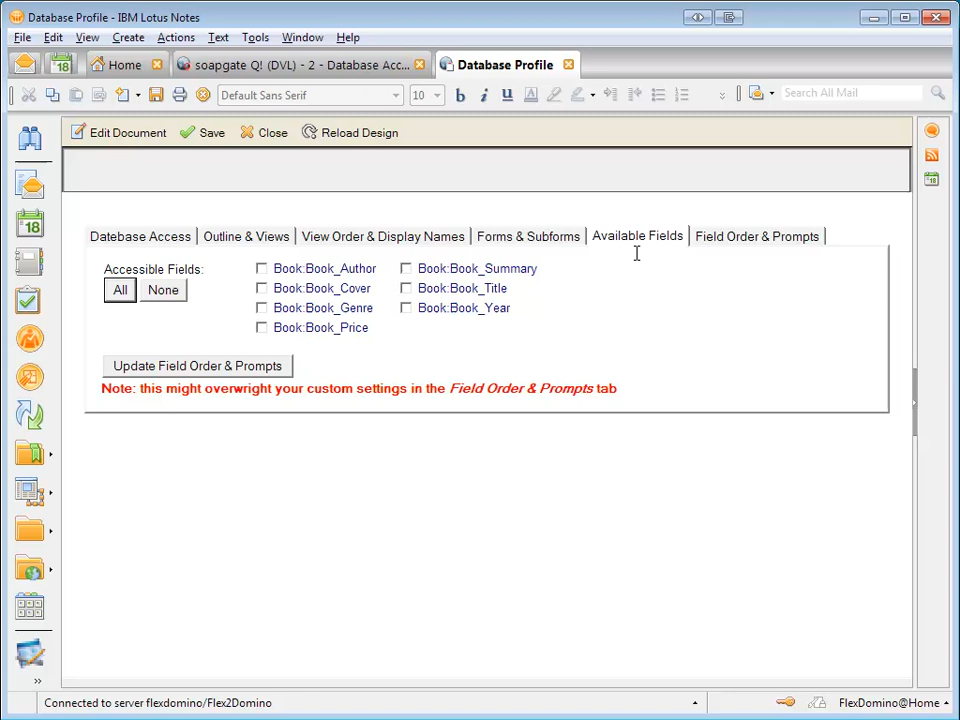 Database Profile - IBM Lotus Notes
File Edit View Create Actions Text Tools Window Help
18 Home soapgate Q! (DVL) - 2 - Database Acc... Database Profile
Default Sans Serif 10 b i u A Search All Mail
Edit Document Save Close Reload Design
18
18
Datebase Access Outline & Views View Order & Display Names Forms & Subforms Available Fields Field Order & Prompts
Accessible Fields: Book:Book_Author Book:Book_Summary
All None Book:Book_Cover Book:Book_Title
Book:Book_Genre Book:Book_Year
Book:Book_Price
Update Field Order & Prompts
Note: this might overwright your custom settings in the Field Order & Prompts tab
Connected to server flexdomino/Flex2Domino FlexDomino@Home